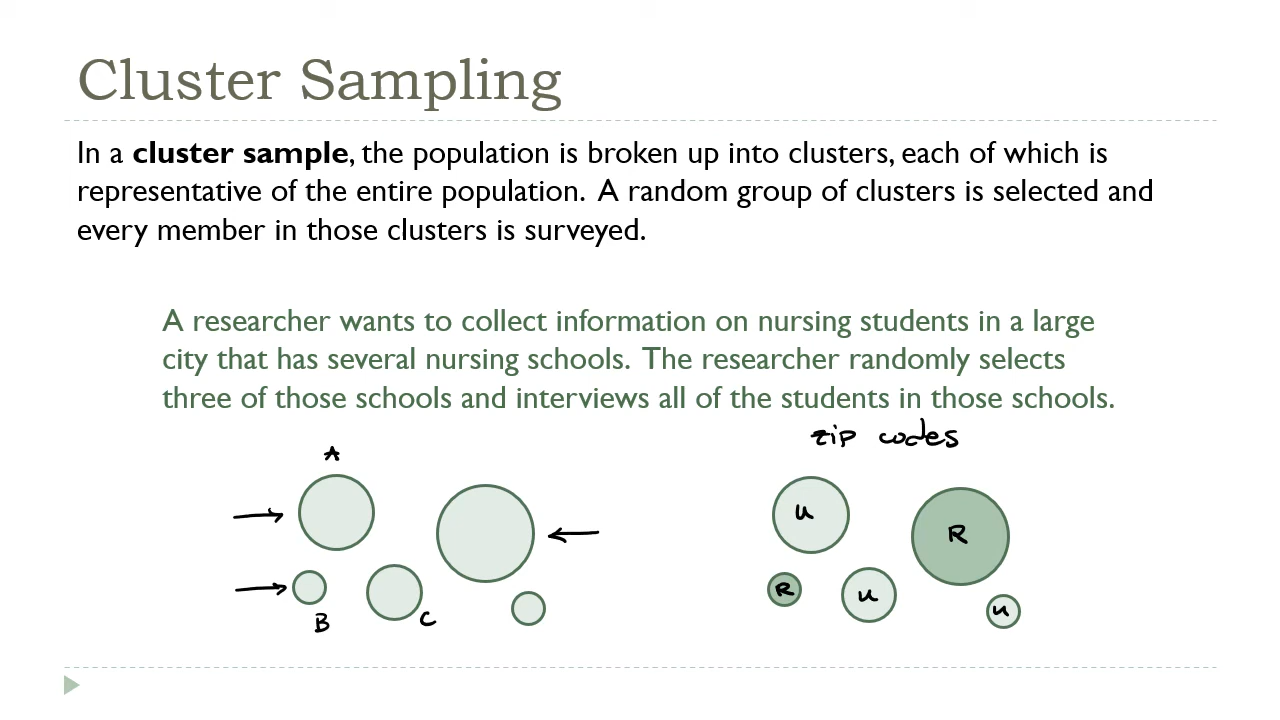 Cluster Sampling
In a cluster sample, the population is broken up into clusters, each of which is
representative of the entire population. A random group of clusters is selected and
every member in those clusters is surveyed.
A researcher wants to collect information on nursing students in a large
city that has several nursing schools. The researcher randomly selects
three of those schools and interviews all of the students in those schools.
zip codes
A
u
R
R
u
u
B
C